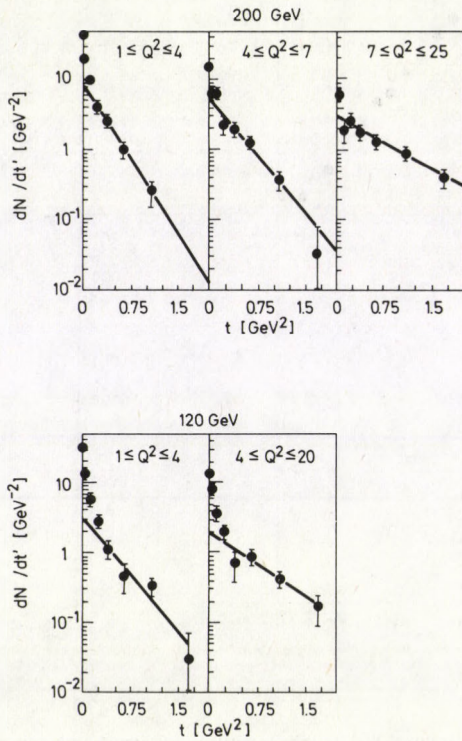 200 GeV
1 ≤ Q² ≤ 4
4 ≤ Q² ≤ 7
7 ≤ Q² ≤ 25
dN /dt' [GeV⁻²]
10
1
10⁻¹
10⁻²
0 0.75 1.5 0 0.75 1.5 0 0.75 1.5
t [GeV²] t [GeV²]
120 GeV
1 ≤ Q² ≤ 4
4 ≤ Q² ≤ 20
dN /dt' [GeV⁻²]
10
1
10⁻¹
10⁻²
0 0.75 1.5 0 0.75 1.5
t [GeV²]